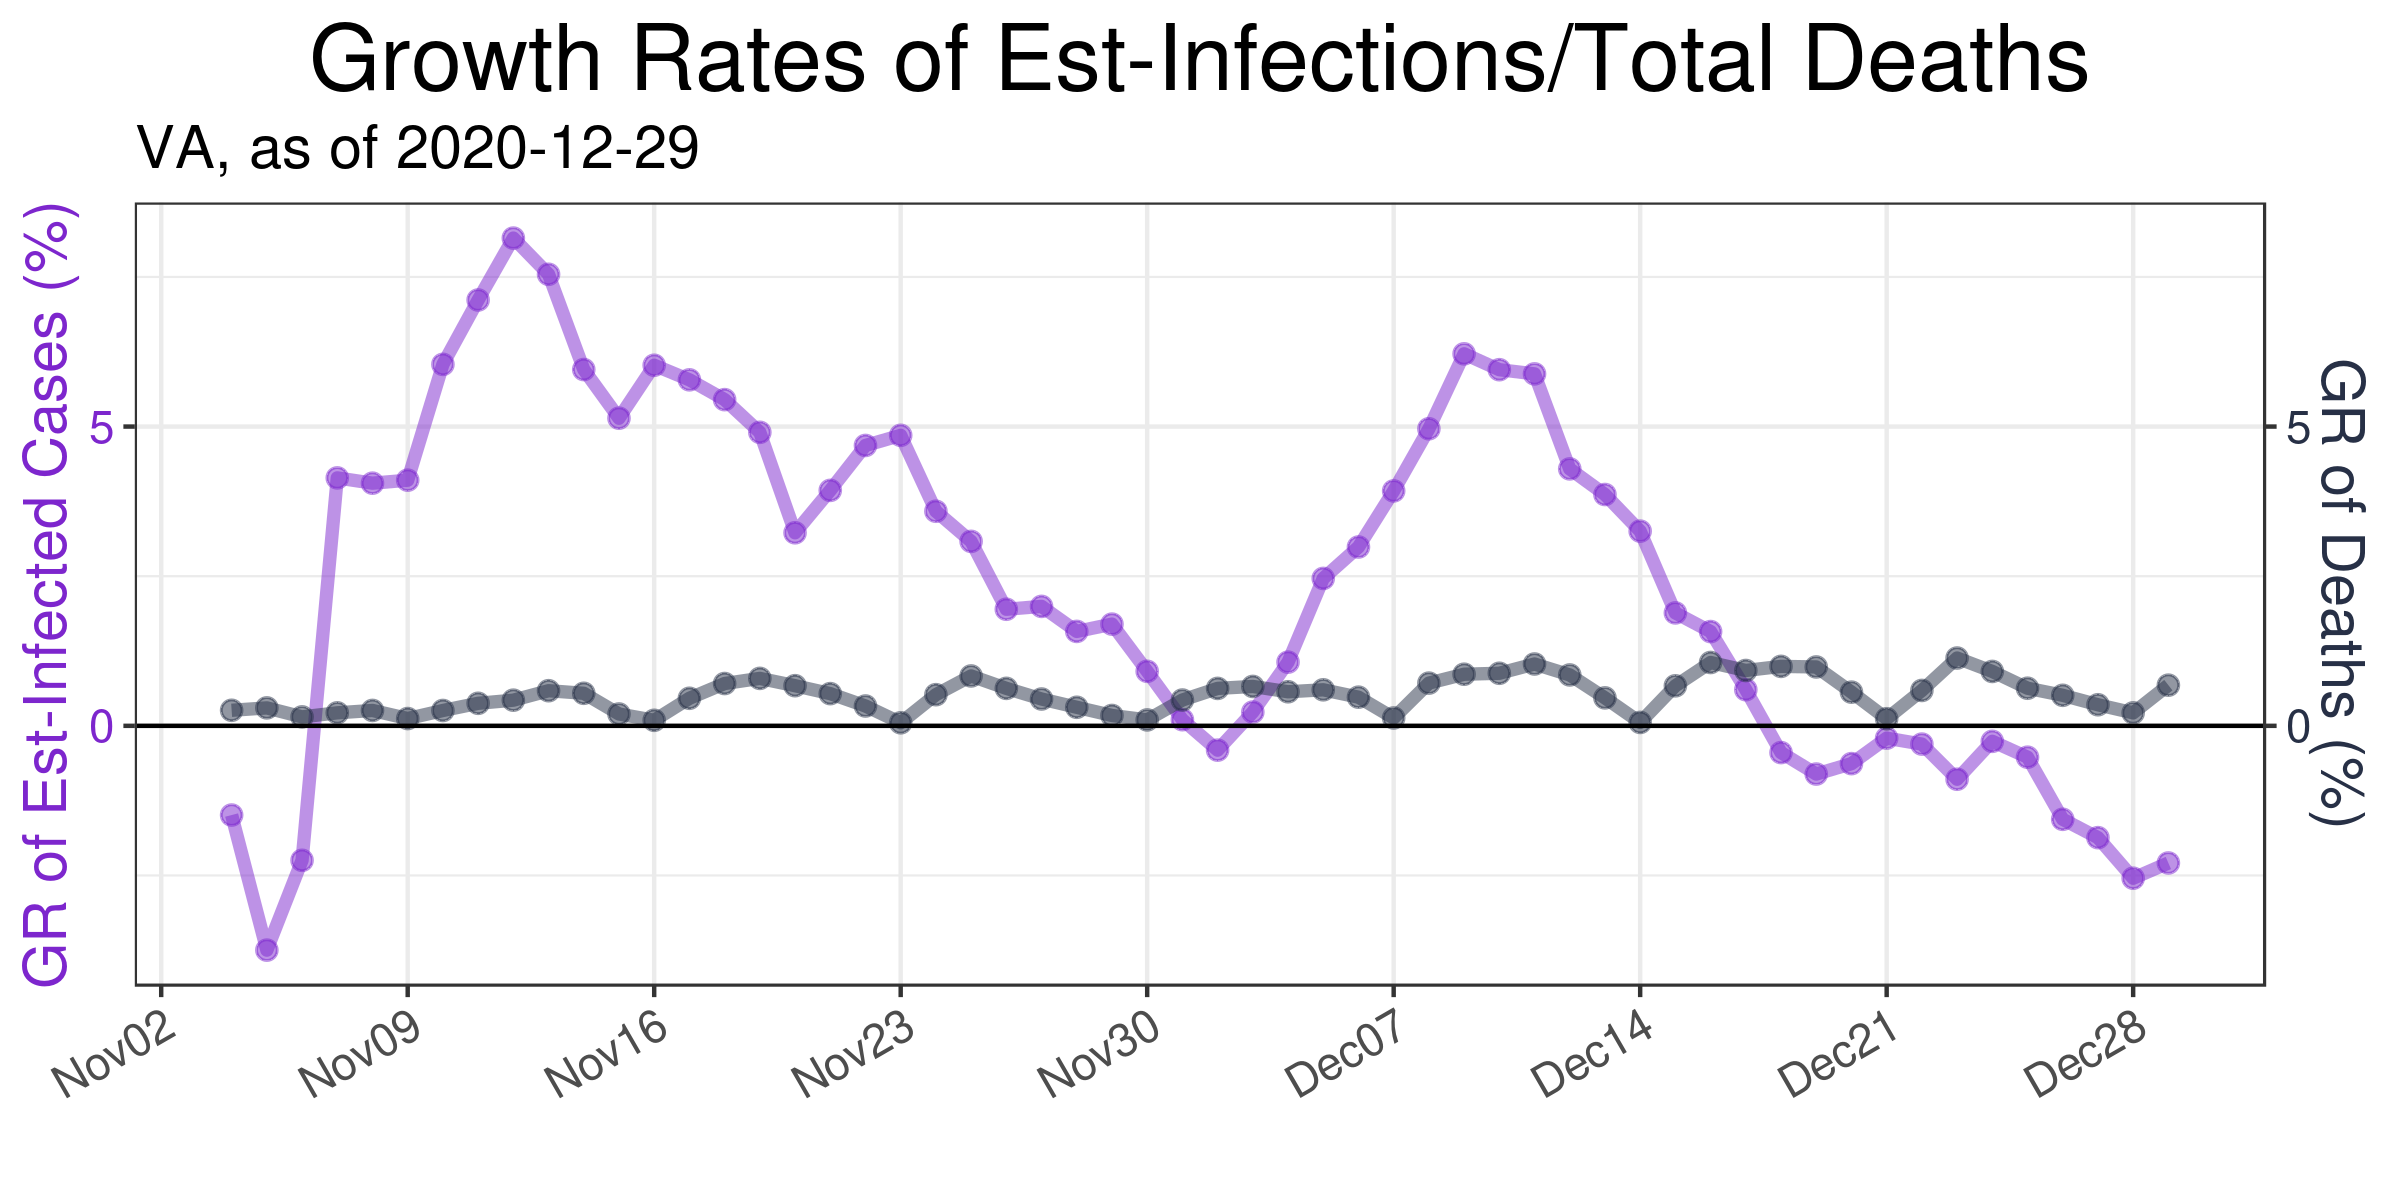 Growth Rates of Est-Infections/Total Deaths
VA, as of 2020-12-29
GR of Est-Infected Cases (%)
5
0
5
0
GR of Deaths (%)
Nov02
Nov09
Nov16
Nov23
Nov30
Dec07
Dec14
Dec21
Dec28